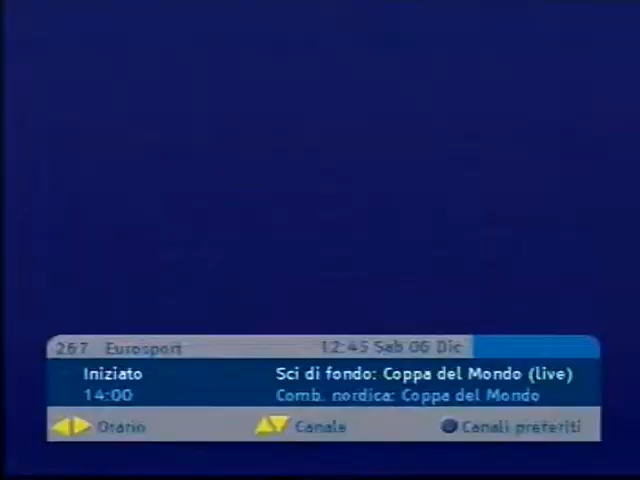 267 Eurosport 12:45 Sab 06 Dic
Iniziato Sci di fondo: Coppa del Mondo (live)
14:00 Comb. nordica: Coppa del Mondo
Orario Canale Canali preferiti